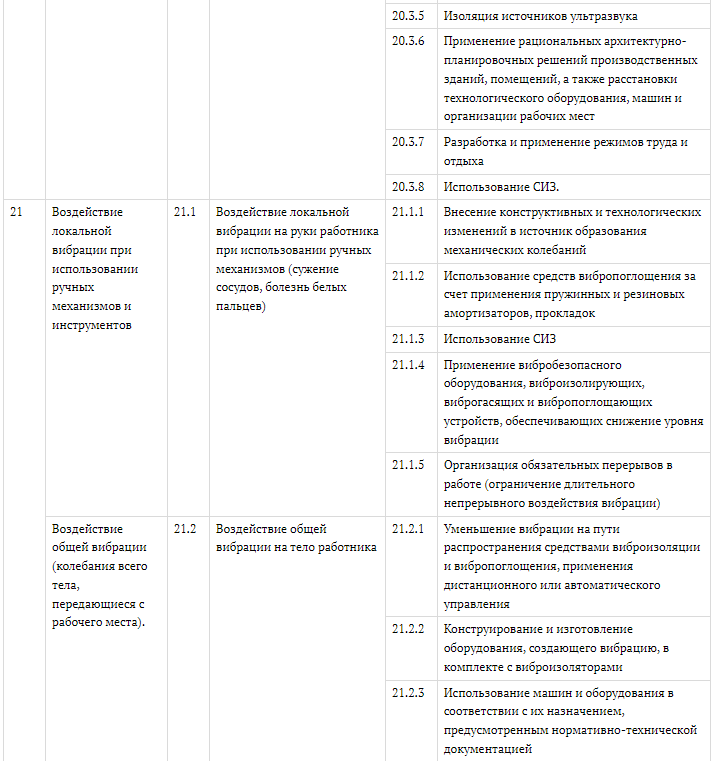 20.3.5 Изоляция источников ультразвука
20.3.6 Применение рациональных архитектурно-
планировочных решений производственных
зданий, помещений, а также расстановки
технологического оборудования, машин и
организации рабочих мест
20.3.7 Разработка и применение режимов труда и
отдыха
20.3.8 Использование СИЗ.
21
Воздействие
локальной
вибрации при
использовании
ручных
механизмов и
инструментов
21.1
Воздействие локальной
вибрации на руки работника
при использовании ручных
механизмов (сужение
сосудов, болезнь белых
пальцев)
21.1.1 Внесение конструктивных и технологических
изменений в источник образования
механических колебаний
21.1.2 Использование средств вибропоглощения за
счет применения пружинных и резиновых
амортизаторов, прокладок
21.1.3 Использование СИЗ
21.1.4 Применение вибробезопасного
оборудования, виброизолирующих,
виброгасящих и вибропоглощающих
устройств, обеспечивающих снижение уровня
вибрации
21.1.5 Организация обязательных перерывов в
работе (ограничение длительного
непрерывного воздействия вибрации)
Воздействие
общей вибрации
(колебания всего
тела,
передающиеся с
рабочего места).
21.2
Воздействие общей
вибрации на тело работника
21.2.1 Уменьшение вибрации на пути
распространения средствами виброизоляции
и вибропоглощения, применения
дистанционного или автоматического
управления
21.2.2 Конструирование и изготовление
оборудования, создающего вибрацию, в
комплекте с виброизоляторами
21.2.3 Использование машин и оборудования в
соответствии с их назначением,
предусмотренным нормативно-технической
документацией